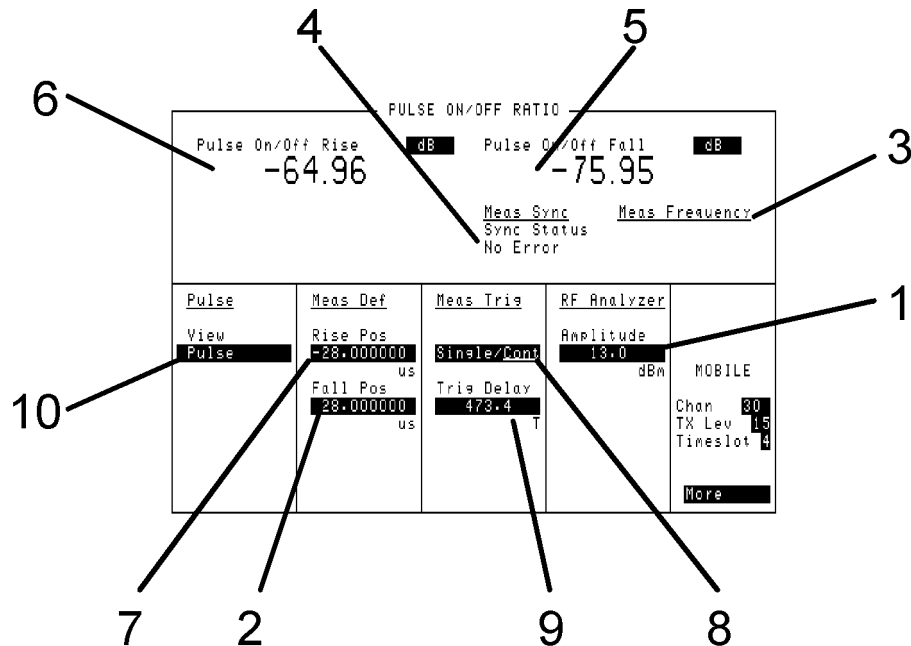 4
5
6
PULSE ON/OFF RATIO
3
Pulse On/Off Rise dB
Pulse On/Off Fall dB
-64.96
-75.95
Meas Sync
Meas Frequency
Sync Status
No Error
1
Pulse
View
Pulse
Meas Def
Rise Pos
-28.000000
us
Fall Pos
28.000000
us
Meas Trig
Single/Cont
Trig Delay
473.4
T
RF Analyzer
Amplitude
13.0
dBm
MOBILE
Chan 30
TX Lev 15
Timeslot 4
More
10
7
2
9
8